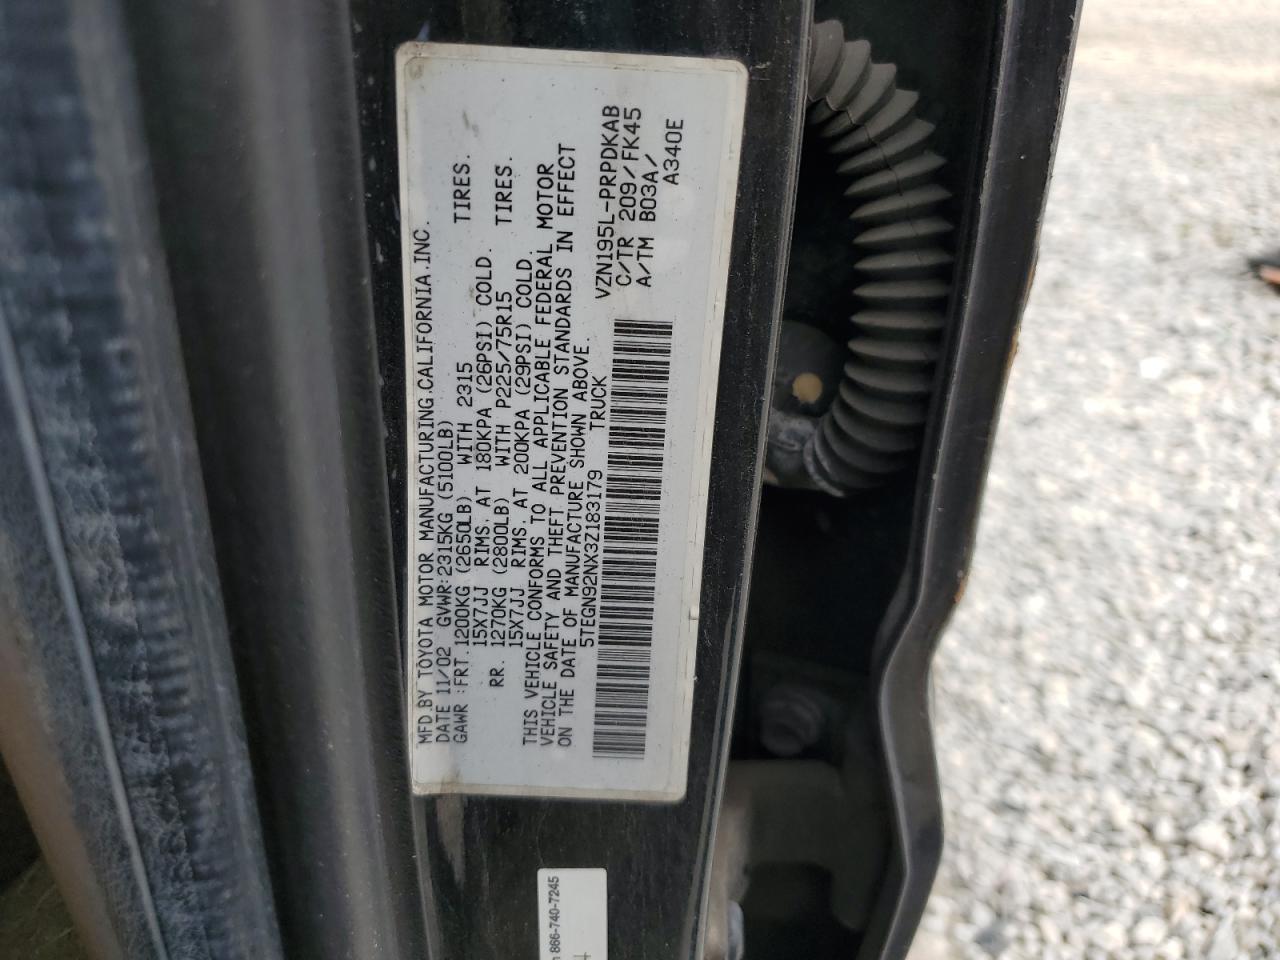 MFD.BY TOYOTA MOTOR MANUFACTURING.CALIFORNIA.INC.
DATE 11/02 GVWR:2315KG (5100LB)
GAWR :FRT.1200KG (2650LB) WITH 2315 TIRES.
15X7JJ RIMS. AT 180KPA (26PSI) COLD.
RR. 1270KG (2800LB) WITH P225/75R15 TIRES.
15X7JJ RIMS. AT 200KPA (29PSI) COLD.
THIS VEHICLE CONFORMS TO ALL APPLICABLE FEDERAL MOTOR
VEHICLE SAFETY AND THEFT PREVENTION STANDARDS IN EFFECT
ON THE DATE OF MANUFACTURE SHOWN ABOVE.
5TEGN92NX3Z183179 TRUCK
VZN195L-PRPDKAB
C/TR 209/FK45
A/TM B03A/
A340E
866-740-7245